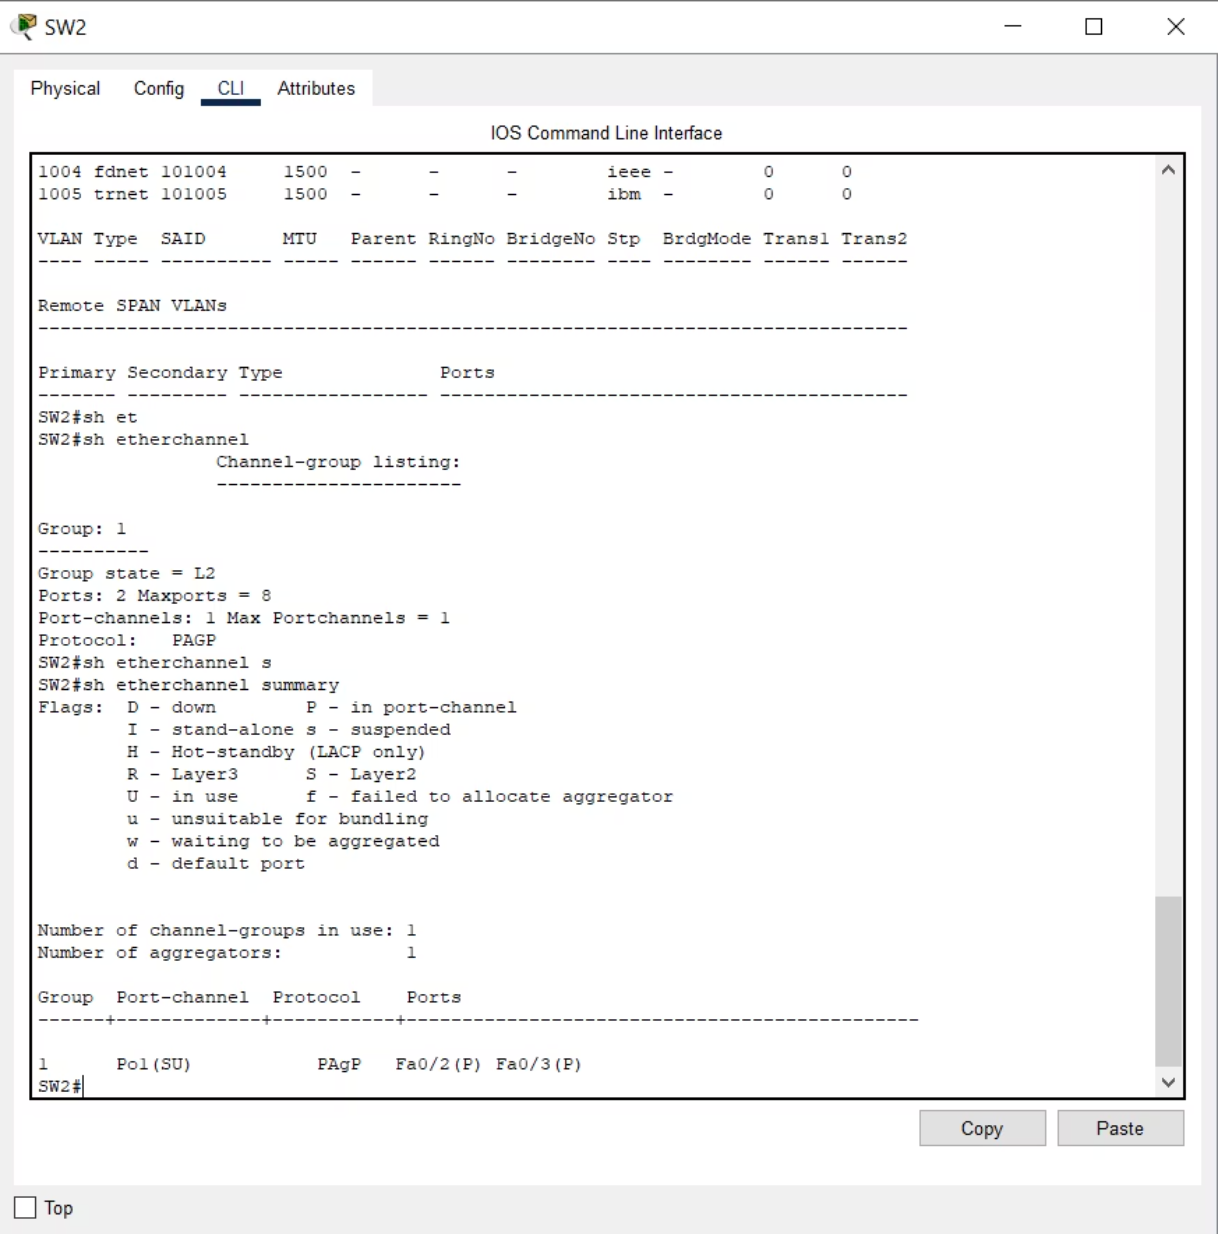 SW2
Physical Config CLI Attributes
IOS Command Line Interface
1004 fdnet 101004     1500  -      -      -        ieee -        0      0
1005 trnet 101005     1500  -      -      -        ibm  -        0      0
VLAN Type  SAID       MTU   Parent RingNo BridgeNo Stp  BrdgMode Trans1 Trans2
---- ----- ---------- ----- ------ ------ -------- ---- -------- ------ ------
Remote SPAN VLANs
------------------------------------------------------------------------------
Primary Secondary Type              Ports
------- --------- ----------------- ------------------------------------------
SW2#sh et
SW2#sh etherchannel
                Channel-group listing:
                ----------------------
Group: 1
----------
Group state = L2
Ports: 2 Maxports = 8
Port-channels: 1 Max Portchannels = 1
Protocol:   PAGP
SW2#sh etherchannel s
SW2#sh etherchannel summary
Flags:  D - down        P - in port-channel
        I - stand-alone s - suspended
        H - Hot-standby (LACP only)
        R - Layer3      S - Layer2
        U - in use      f - failed to allocate aggregator
        u - unsuitable for bundling
        w - waiting to be aggregated
        d - default port
Number of channel-groups in use: 1
Number of aggregators:           1
Group  Port-channel  Protocol    Ports
------+-------------+-----------+----------------------------------------------
1      Po1(SU)           PAgP   Fa0/2(P) Fa0/3(P)
SW2#
Copy Paste
Top